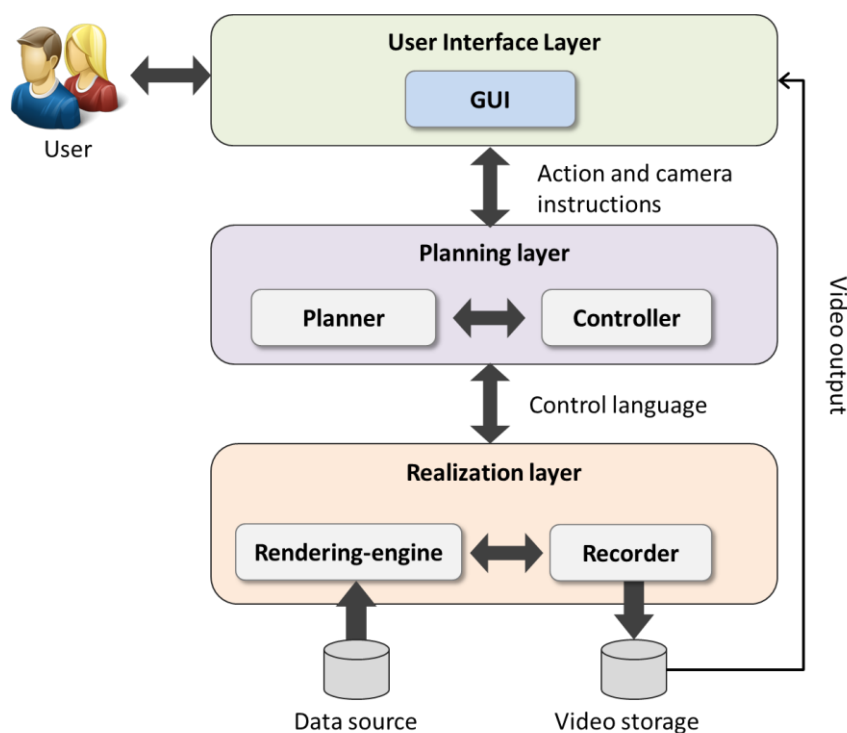 User Interface Layer
GUI
User
Action and camera
instructions
Planning layer
Planner
Controller
Video output
Control language
Realization layer
Rendering-engine
Recorder
Data source
Video storage